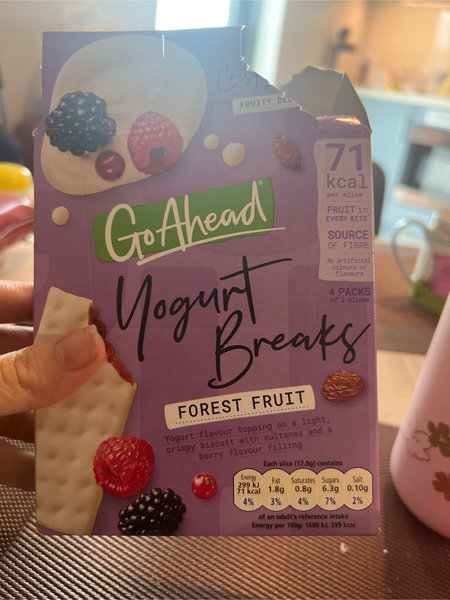 Crispy
FRUITY DEL
GoAhead®
Yogurt
Breaks
FOREST FRUIT
Yogurt flavour topping on a light,
crispy biscuit with sultanas and a
berry flavour filling
71
kcal
per slice
FRUIT in
EVERY BITE
SOURCE
OF FIBRE
No artificial
colours or
flavours
4 PACKS
of 2 slices
Each slice (17.8g) contains
Energy Fat Saturates Sugars Salt
299 kJ 1.8g 0.8g 6.3g 0.10g
71 kcal
4% 3% 4% 7% 2%
of an adult's reference intake
Energy per 100g: 1680 kJ, 399 kcal